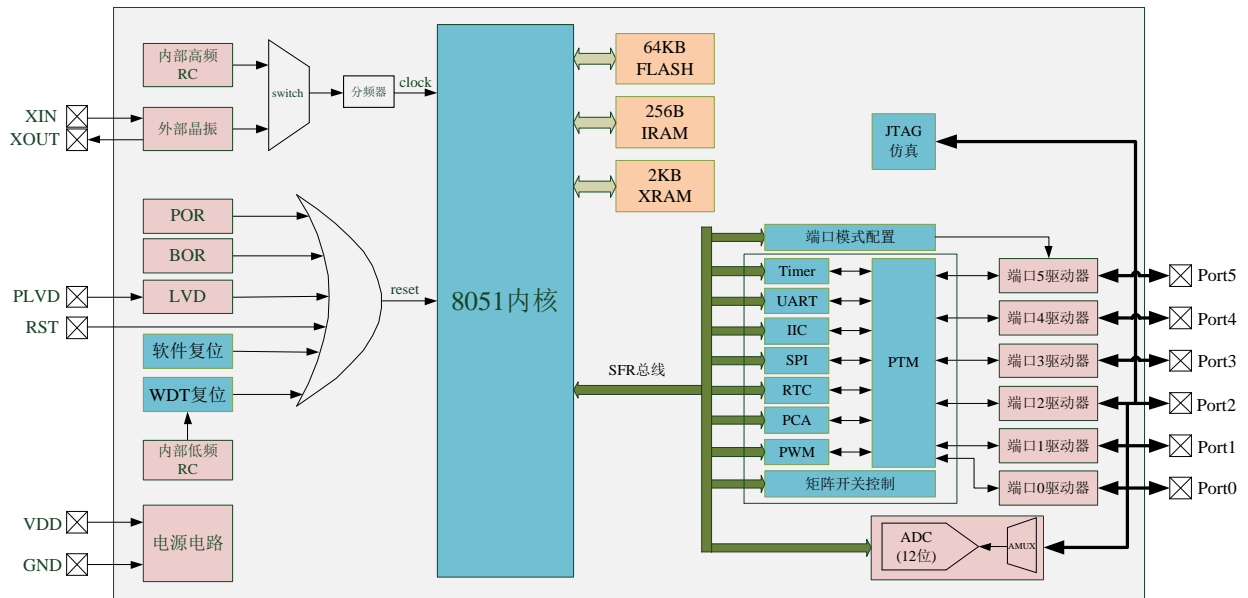 内部高频
RC
switch
分频器
clock
XIN
XOUT
外部晶振
POR
BOR
PLVD
LVD
RST
reset
软件复位
WDT复位
内部低频
RC
VDD
GND
电源电路
8051内核
64KB
FLASH
256B
IRAM
2KB
XRAM
JTAG
仿真
SFR总线
端口模式配置
Timer
UART
IIC
SPI
RTC
PCA
PWM
PTM
矩阵开关控制
端口5驱动器
Port5
端口4驱动器
Port4
端口3驱动器
Port3
端口2驱动器
Port2
端口1驱动器
Port1
端口0驱动器
Port0
ADC
(12位)
AMUX